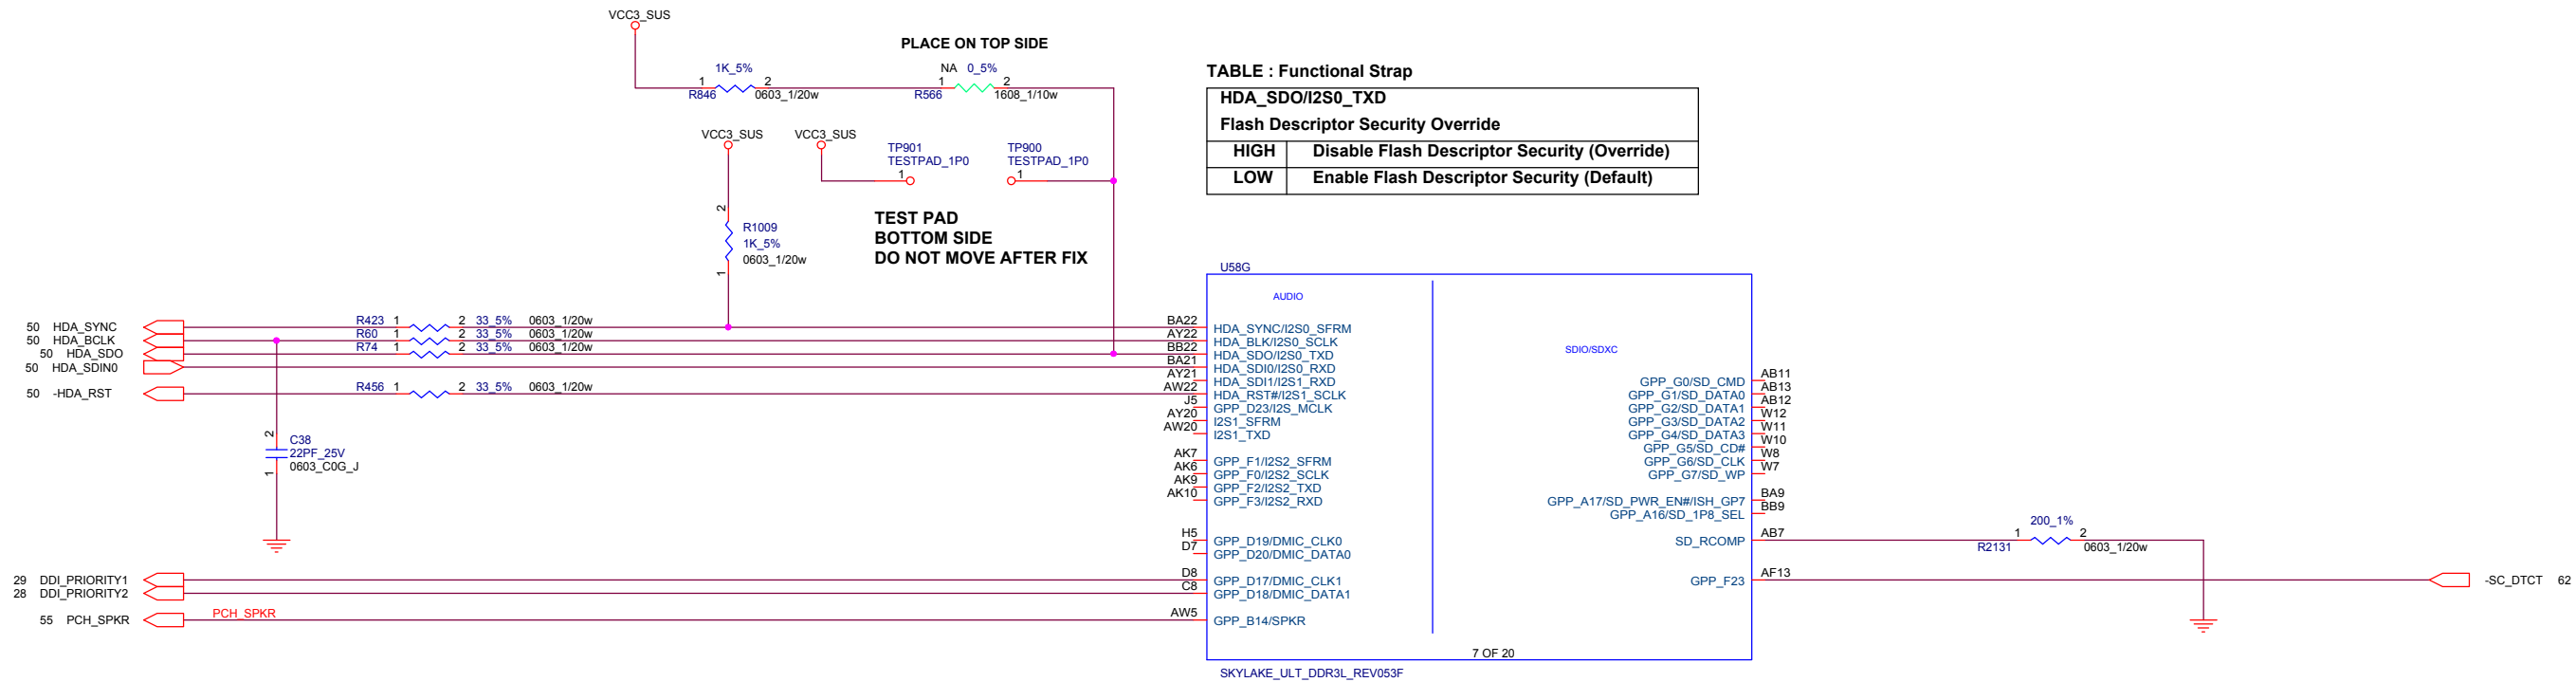 VCC3_SUS
PLACE ON TOP SIDE
1K_5%
1 2
R846 0603_1/20w
NA 0_5%
1 2
R566 1608_1/10w
VCC3_SUS
VCC3_SUS
TP901
TESTPAD_1P0
1
TP900
TESTPAD_1P0
1
2
R1009
1K_5%
0603_1/20w
1
TEST PAD
BOTTOM SIDE
DO NOT MOVE AFTER FIX
TABLE : Functional Strap
HDA_SDO/I2S0_TXD
Flash Descriptor Security Override
HIGH Disable Flash Descriptor Security (Override)
LOW Enable Flash Descriptor Security (Default)
50 HDA_SYNC
50 HDA_BCLK
50 HDA_SDO
50 HDA_SDIN0
50 -HDA_RST
R423 1 2 33_5% 0603_1/20w
R60 1 2 33_5% 0603_1/20w
R74 1 2 33_5% 0603_1/20w
R456 1 2 33_5% 0603_1/20w
2
C38
22PF_25V
0603_C0G_J
1
29 DDI_PRIORITY1
28 DDI_PRIORITY2
55 PCH_SPKR
PCH_SPKR
U58G
AUDIO
SDIO/SDXC
BA22 HDA_SYNC/I2S0_SFRM
AY22 HDA_BLK/I2S0_SCLK
BB22 HDA_SDO/I2S0_TXD
BA21 HDA_SDI0/I2S0_RXD
AY21 HDA_SDI1/I2S1_RXD
AW22 HDA_RST#/I2S1_SCLK
J5 GPP_D23/I2S_MCLK
AY20 I2S1_SFRM
AW20 I2S1_TXD
AK7 GPP_F1/I2S2_SFRM
AK6 GPP_F0/I2S2_SCLK
AK9 GPP_F2/I2S2_TXD
AK10 GPP_F3/I2S2_RXD
H5 GPP_D19/DMIC_CLK0
D7 GPP_D20/DMIC_DATA0
D8 GPP_D17/DMIC_CLK1
C8 GPP_D18/DMIC_DATA1
AW5 GPP_B14/SPKR
GPP_G0/SD_CMD AB11
GPP_G1/SD_DATA0 AB13
GPP_G2/SD_DATA1 AB12
GPP_G3/SD_DATA2 W12
GPP_G4/SD_DATA3 W11
GPP_G5/SD_CD# W10
GPP_G6/SD_CLK W8
GPP_G7/SD_WP W7
GPP_A17/SD_PWR_EN#/ISH_GP7 BA9
GPP_A16/SD_1P8_SEL BB9
SD_RCOMP AB7
GPP_F23 AF13
7 OF 20
SKYLAKE_ULT_DDR3L_REV053F
200_1%
1 2
R2131 0603_1/20w
-SC_DTCT 62